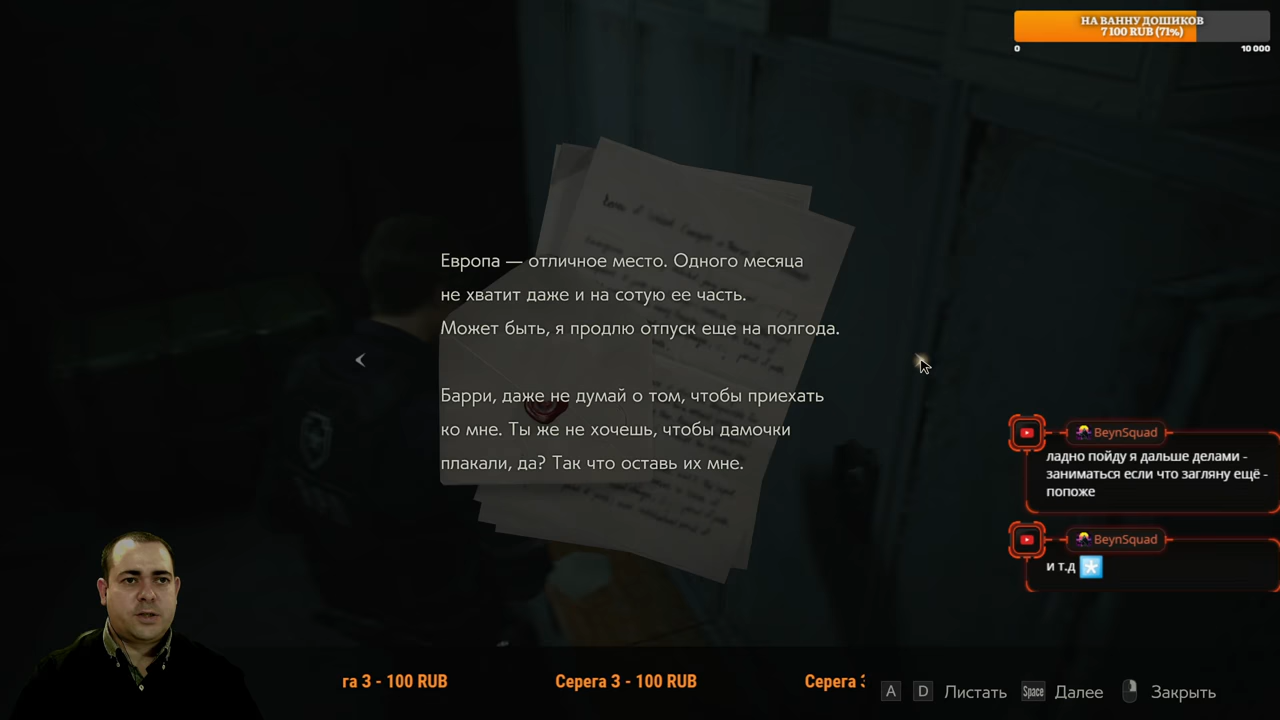 НА ВАННУ ДОШИКОВ
7 100 RUB (71%)
0
10 000
Европа — отличное место. Одного месяца
не хватит даже и на сотую ее часть.
Может быть, я продлю отпуск еще на полгода.
Барри, даже не думай о том, чтобы приехать
ко мне. Ты же не хочешь, чтобы дамочки
плакали, да? Так что оставь их мне.
BeynSquad
ладно пойду я дальше делами -
заниматься если что загляну ещё -
попоже
BeynSquad
и т.д
га 3 - 100 RUB
Серега 3 - 100 RUB
Серега 3
A D Листать Space Далее Закрыть